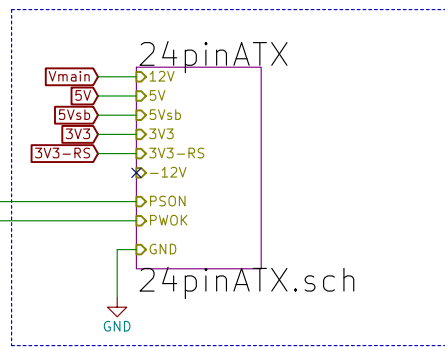 24pinATX
Vmain 12V
5V 5V
5Vsb 5Vsb
3V3 3V3
3V3-RS 3V3-RS
-12V
PSON
PWOK
GND
24pinATX.sch
GND